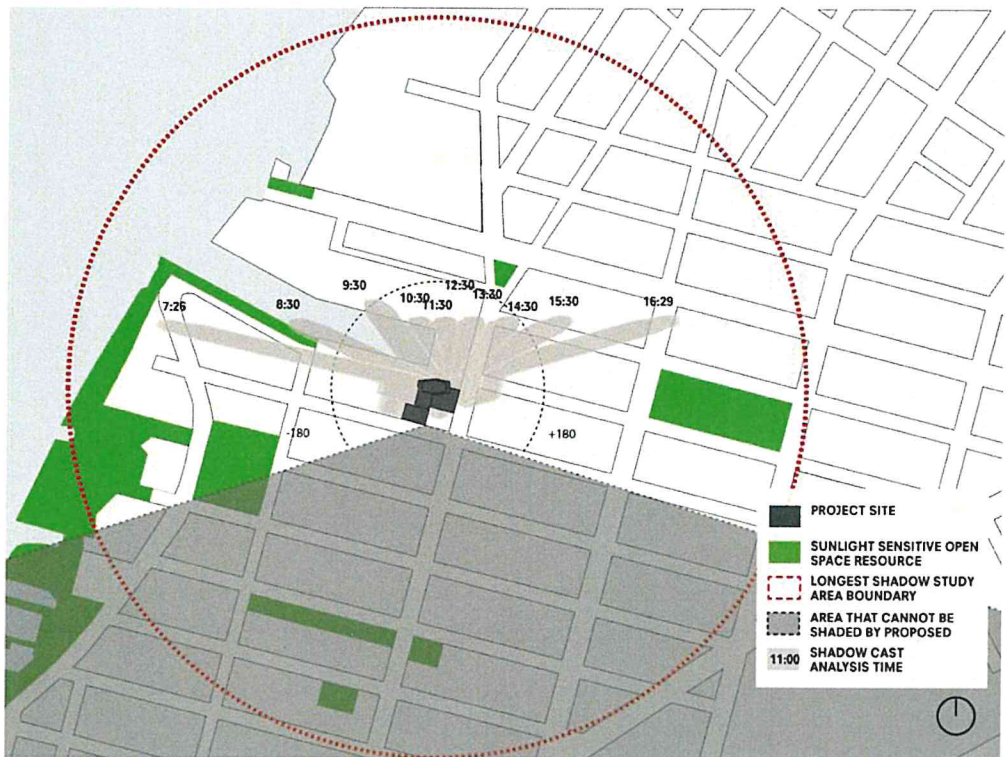 7:26
8:30
9:30
10:30
11:30
12:30
13:30
14:30
15:30
16:29
-180
+180
PROJECT SITE
SUNLIGHT SENSITIVE OPEN
SPACE RESOURCE
LONGEST SHADOW STUDY
AREA BOUNDARY
AREA THAT CANNOT BE
SHADED BY PROPOSED
11:00
SHADOW CAST
ANALYSIS TIME